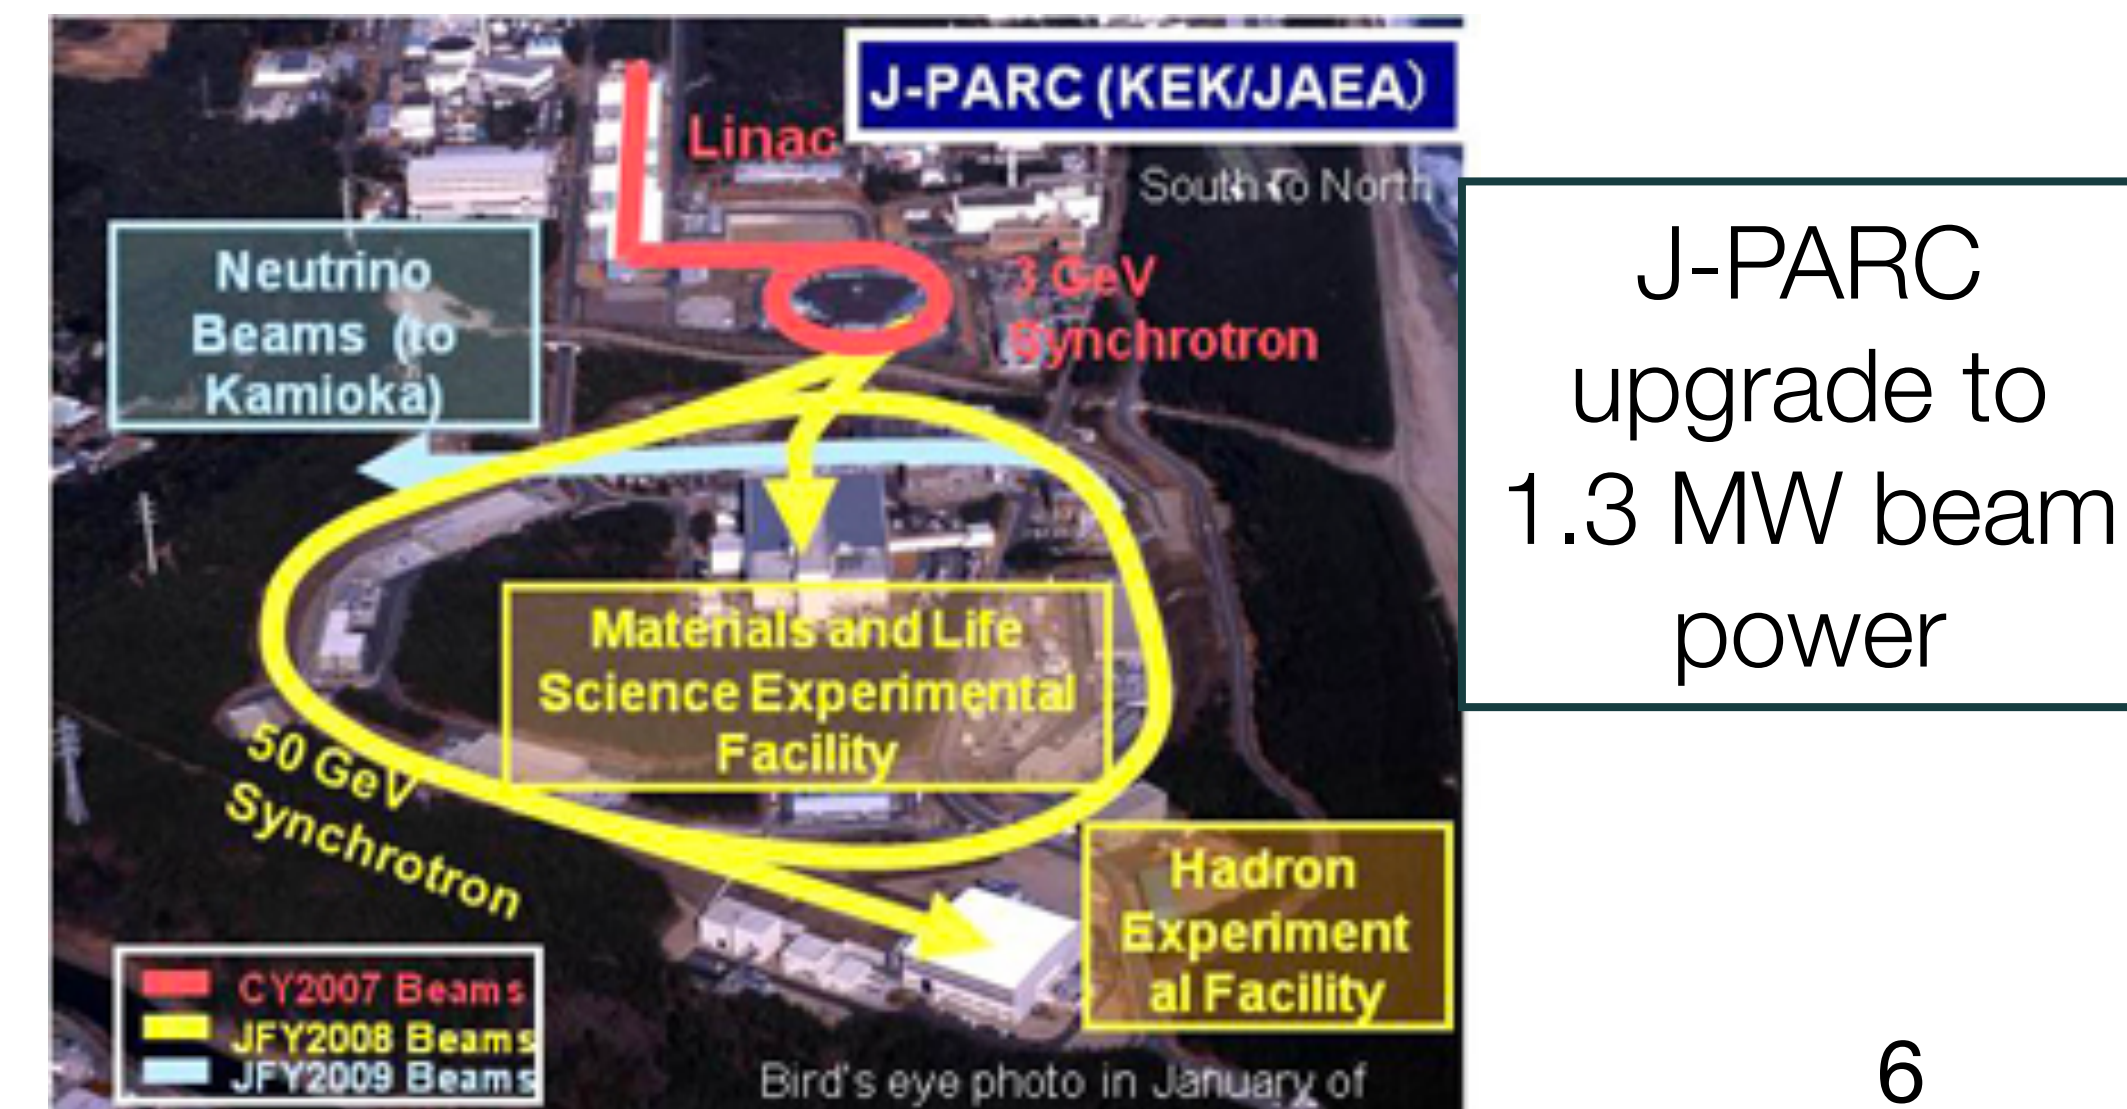 J-PARC (KEK/JAEA)
Linac
South to North
Neutrino
Beams (to
Kamioka)
3 GeV
Synchrotron
J-PARC
upgrade to
1.3 MW beam
power
Materials and Life
Science Experimental
Facility
50 GeV
Synchrotron
Hadron
Experiment
al Facility
CY2007 Beams
JFY2008 Beams
JFY2009 Beams
Bird's eye photo in January of
6